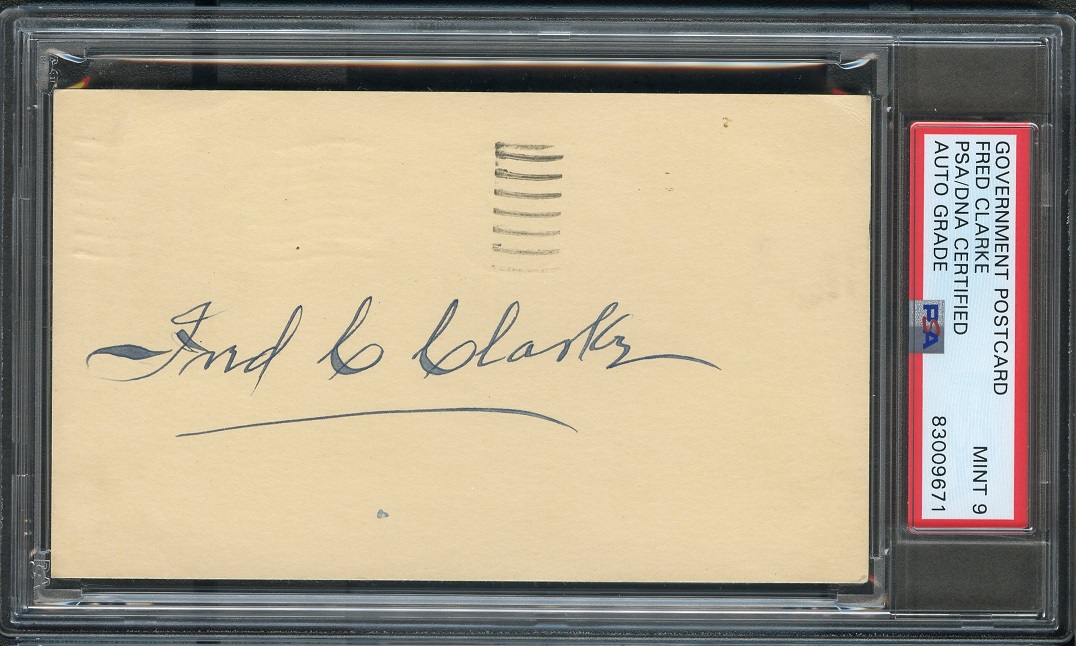 Fred C Clarke
GOVERNMENT POSTCARD
FRED CLARKE
PSA/DNA CERTIFIED
AUTO GRADE
MINT 9
83009671
PSA